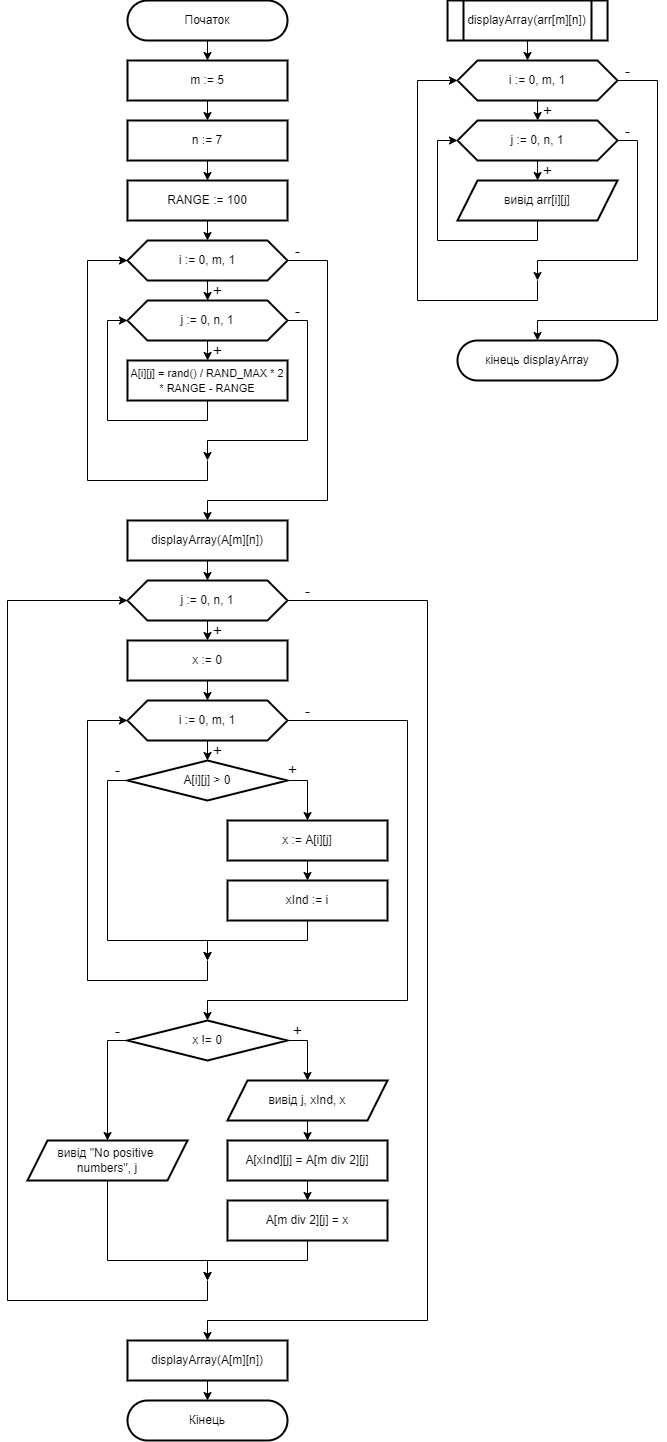 Початок
m := 5
n := 7
RANGE := 100
i := 0, m, 1
-
+
j := 0, n, 1
-
+
A[i][j] = rand() / RAND_MAX * 2
* RANGE - RANGE
displayArray(A[m][n])
j := 0, n, 1
-
+
x := 0
i := 0, m, 1
-
+
A[i][j] > 0
-
+
x := A[i][j]
xInd := i
x != 0
-
+
вивід j, xInd, x
вивід "No positive
numbers", j
A[xInd][j] = A[m div 2][j]
A[m div 2][j] = x
displayArray(A[m][n])
Кінець
displayArray(arr[m][n])
i := 0, m, 1
-
+
j := 0, n, 1
-
+
вивід arr[i][j]
кінець displayArray